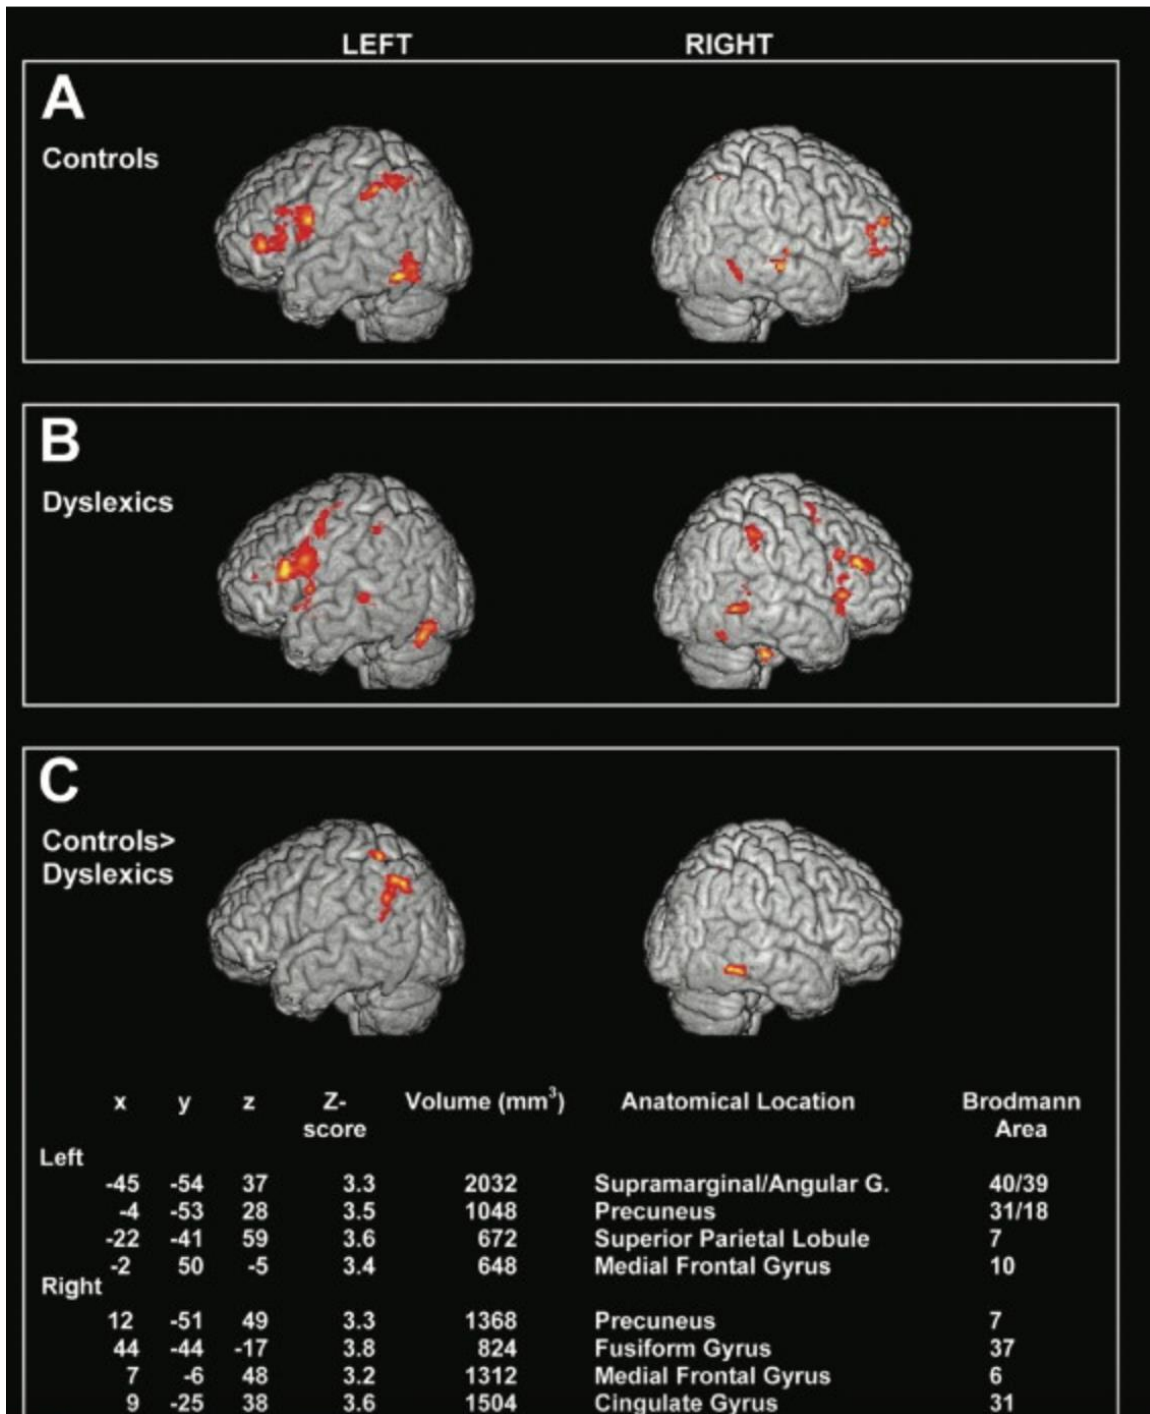 LEFT RIGHT
A
Controls
B
Dyslexics
C
Controls>
Dyslexics
x y z Z-score Volume (mm³) Anatomical Location Brodmann Area
Left
-45 -54 37 3.3 2032 Supramarginal/Angular G. 40/39
-4 -53 28 3.5 1048 Precuneus 31/18
-22 -41 59 3.6 672 Superior Parietal Lobule 7
-2 50 -5 3.4 648 Medial Frontal Gyrus 10
Right
12 -51 49 3.3 1368 Precuneus 7
44 -44 -17 3.8 824 Fusiform Gyrus 37
7 -6 48 3.2 1312 Medial Frontal Gyrus 6
9 -25 38 3.6 1504 Cingulate Gyrus 31